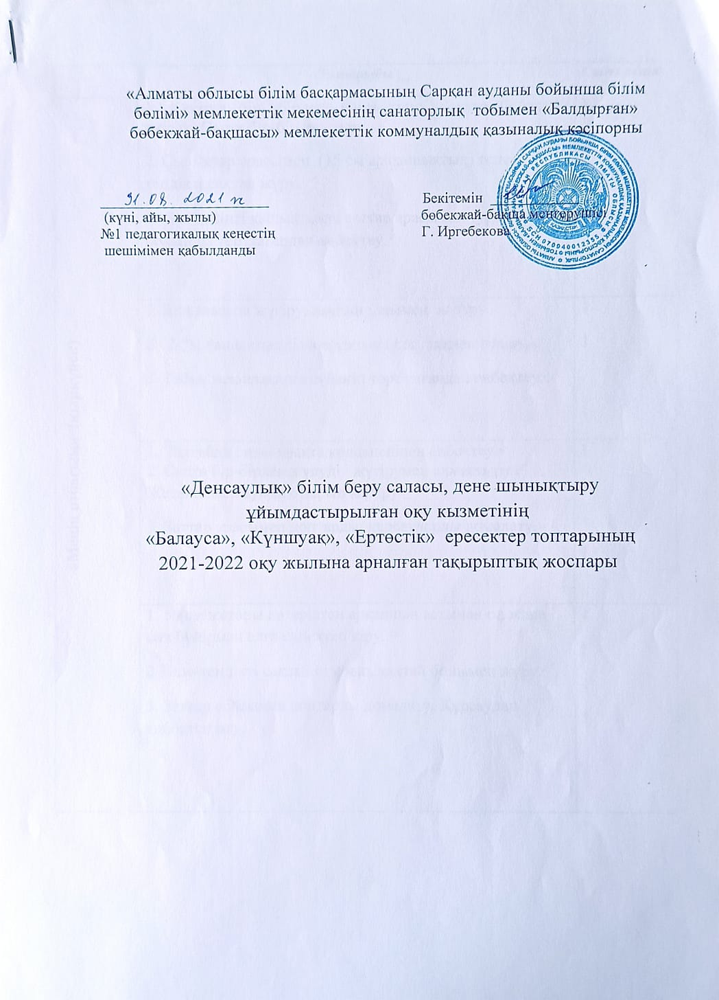 «Алматы облысы білім басқармасының Сарқан ауданы бойынша білім
бөлімі» мемлекеттік мекемесінің санаторлық тобымен «Балдырған»
бөбекжай-бақшасы» мемлекеттік коммуналдық қазыналық кәсіпорны
31.08. 2021 ж
(күні, айы, жылы)
№1 педагогикалық кеңестің
шешімімен қабылданды
Бекітемін
бөбекжай-бақша меңгерушісі
Г. Иргебекова
БСН 070040012355
«Денсаулық» білім беру саласы, дене шынықтыру
ұйымдастырылған оқу кызметінің
«Балауса», «Күншуақ», «Ертөстік» ересектер топтарының
2021-2022 оқу жылына арналған тақырыптық жоспары